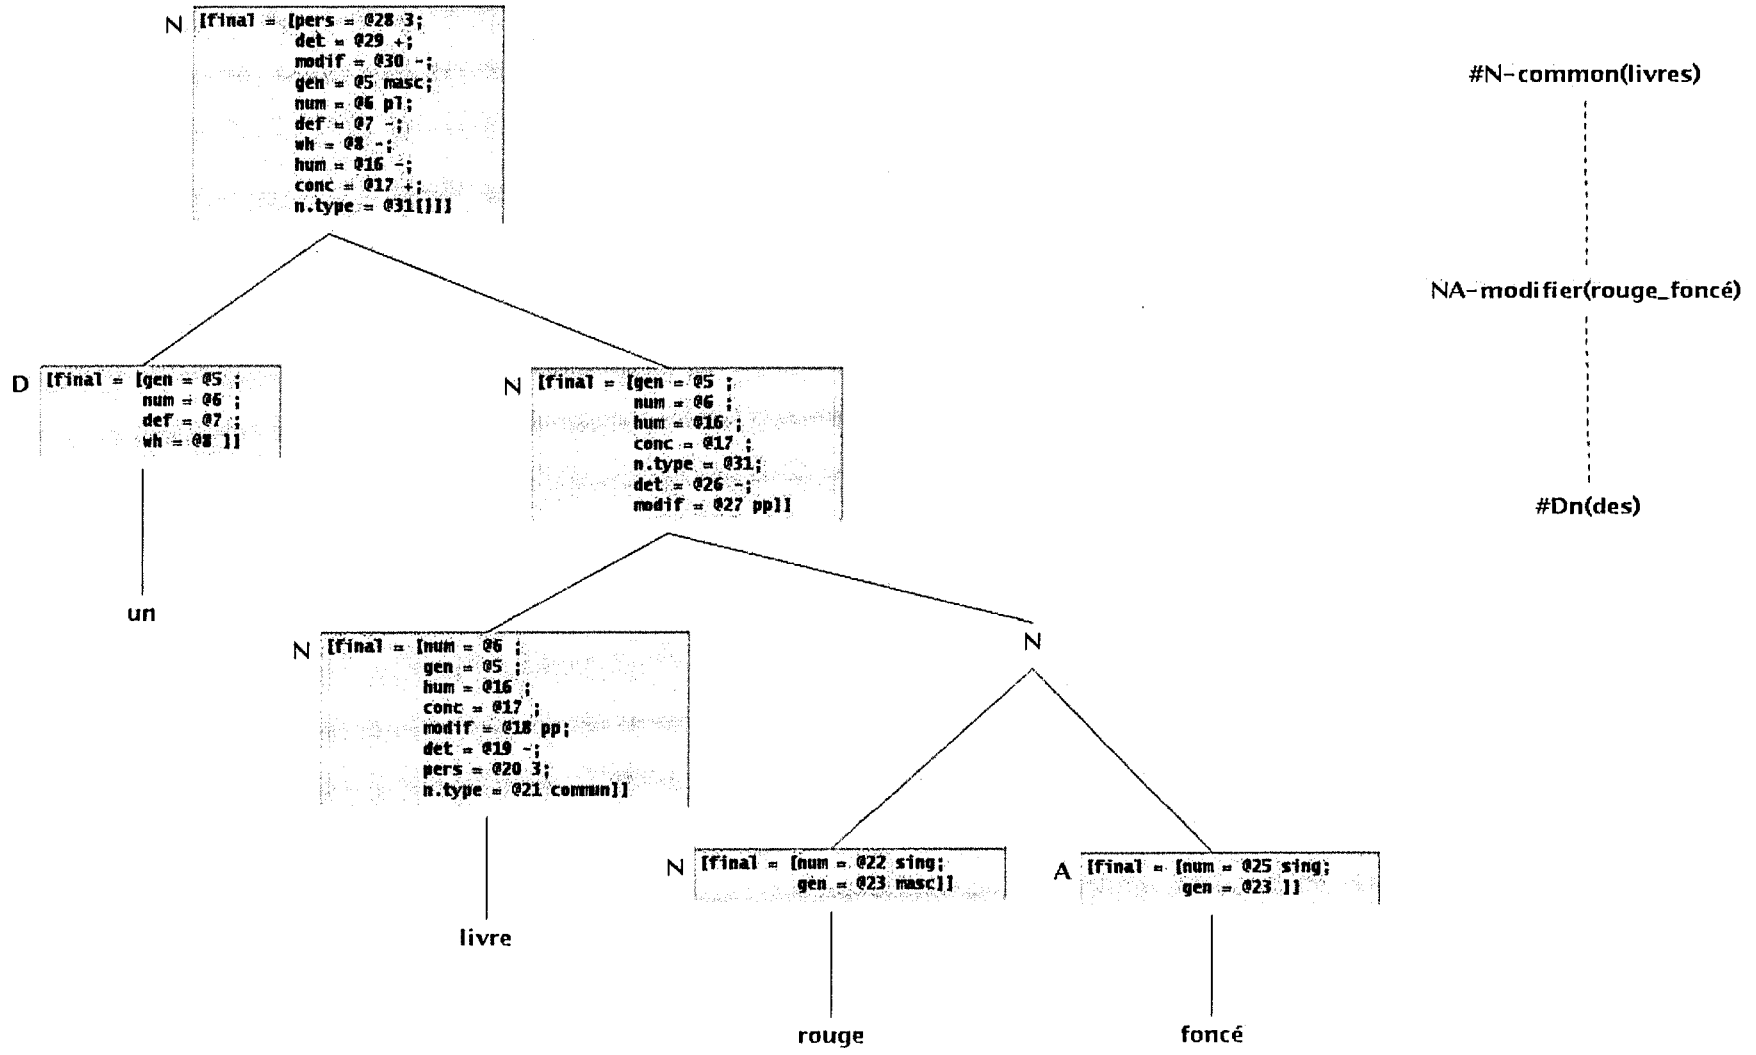 N [final = [pers = @28 3;
det = @29 +;
modif = @30 -;
gen = @5 masc;
num = @6 pl;
def = @7 -;
wh = @8 -;
hum = @16 -;
conc = @17 +;
n.type = @31[]]]
#N-common(livres)
NA-modifier(rouge_foncé)
#Dn(des)
D [final = [gen = @5 ;
num = @6 ;
def = @7 ;
wh = @8 ]]
un
N [final = [gen = @5 ;
num = @6 ;
hum = @16 ;
conc = @17 ;
n.type = @31;
det = @26 -;
modif = @27 pp]]
N [final = [num = @6 ;
gen = @5 ;
hum = @16 ;
conc = @17 ;
modif = @18 pp;
det = @19 -;
pers = @20 3;
n.type = @21 commun]]
livre
N
N [final = [num = @22 sing;
gen = @23 masc]]
rouge
A [final = [num = @25 sing;
gen = @23 ]]
foncé